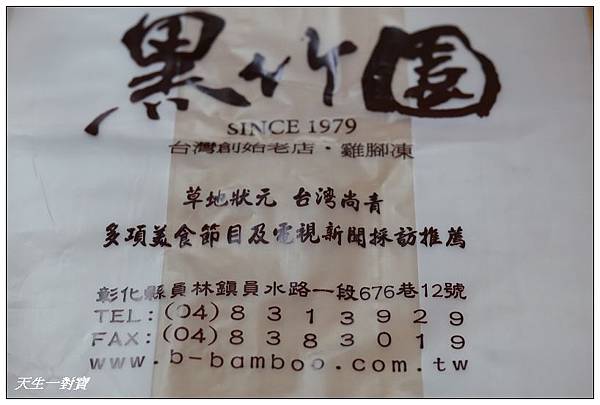 黑竹園
SINCE 1979
台灣創始老店・雞腳凍
草地狀元 台灣尚青
多項美食節目及電視新聞採訪推薦
彰化縣員林鎮員水路一段676巷12號
TEL:(04)8313929
FAX:(04)8383019
www.b-bamboo.com.tw
天生一對寶